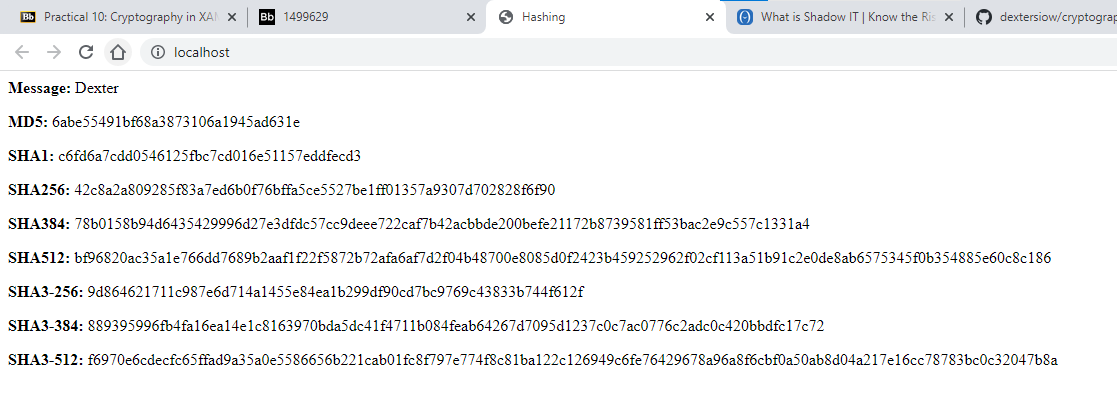 Practical 10: Cryptography in XAM
1499629
Hashing
What is Shadow IT | Know the Ris
dextersiow/cryptograp
localhost
Message: Dexter
MD5: 6abe55491bf68a3873106a1945ad631e
SHA1: c6fd6a7cdd0546125fbc7cd016e51157eddfecd3
SHA256: 42c8a2a809285f83a7ed6b0f76bffa5ce5527be1ff01357a9307d702828f6f90
SHA384: 78b0158b94d6435429996d27e3dfdc57cc9deee722caf7b42acbbde200befe21172b8739581ff53bac2e9c557c1331a4
SHA512: bf96820ac35a1e766dd7689b2aaf1f22f5872b72afa6af7d2f04b48700e8085d0f2423b459252962f02cf113a51b91c2e0de8ab6575345f0b354885e60c8c186
SHA3-256: 9d864621711c987e6d714a1455e84ea1b299df90cd7bc9769c43833b744f612f
SHA3-384: 889395996fb4fa16ea14e1c8163970bda5dc41f4711b084feab64267d7095d1237c0c7ac0776c2adc0c420bbdfc17c72
SHA3-512: f6970e6cdecfc65ffad9a35a0e5586656b221cab01fc8f797e774f8c81ba122c126949c6fe76429678a96a8f6cbf0a50ab8d04a217e16cc78783bc0c32047b8a